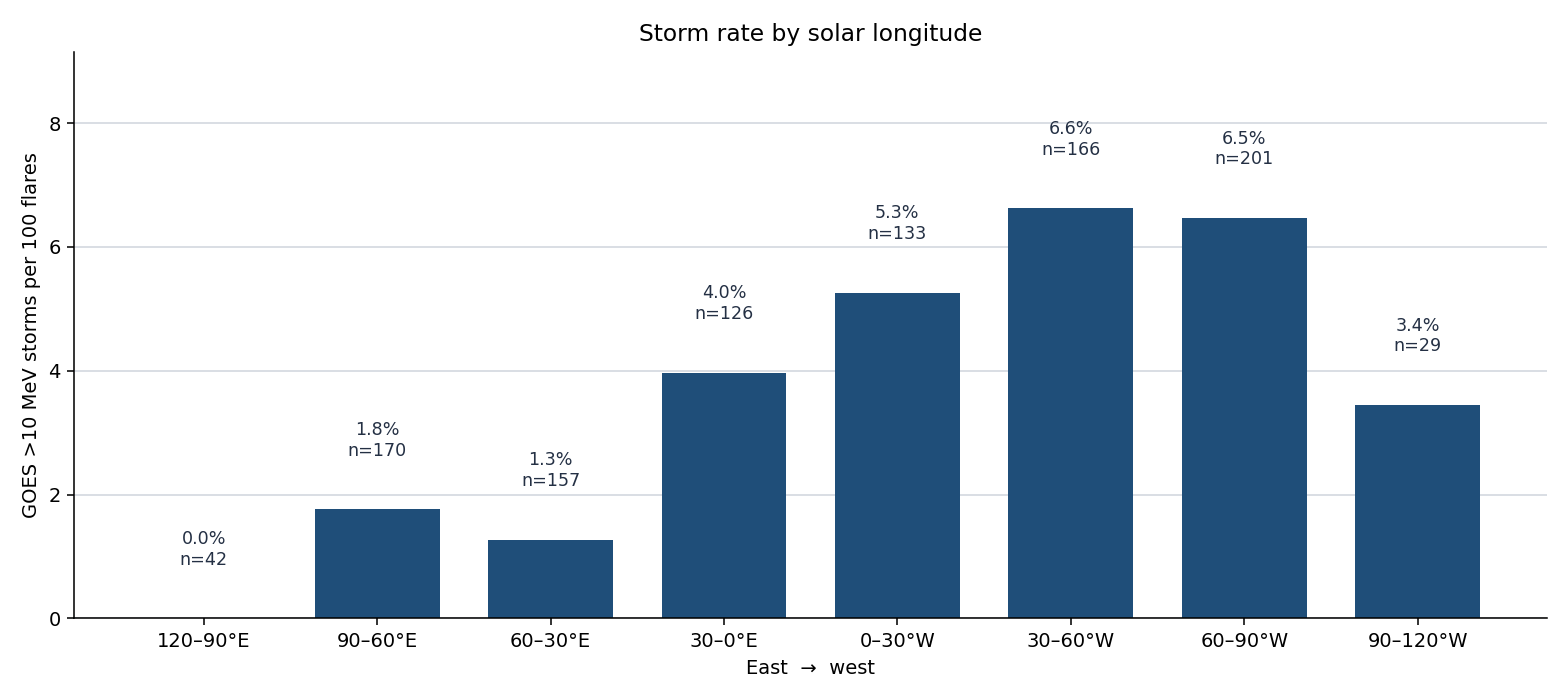 Storm rate by solar longitude
GOES >10 MeV storms per 100 flares
8
6
4
2
0
0.0%
n=42
1.8%
n=170
1.3%
n=157
4.0%
n=126
5.3%
n=133
6.6%
n=166
6.5%
n=201
3.4%
n=29
120–90°E
90–60°E
60–30°E
30–0°E
0–30°W
30–60°W
60–90°W
90–120°W
East → west